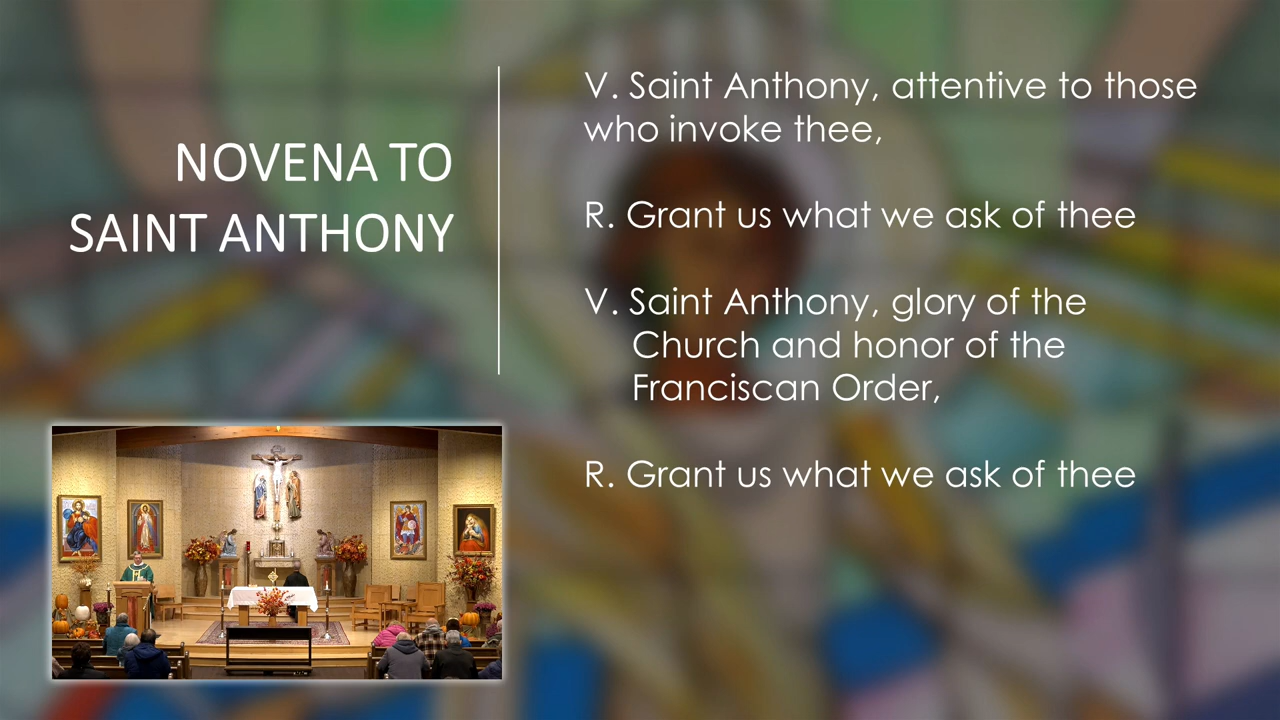 NOVENA TO
SAINT ANTHONY
V. Saint Anthony, attentive to those
who invoke thee,
R. Grant us what we ask of thee
V. Saint Anthony, glory of the
Church and honor of the
Franciscan Order,
R. Grant us what we ask of thee